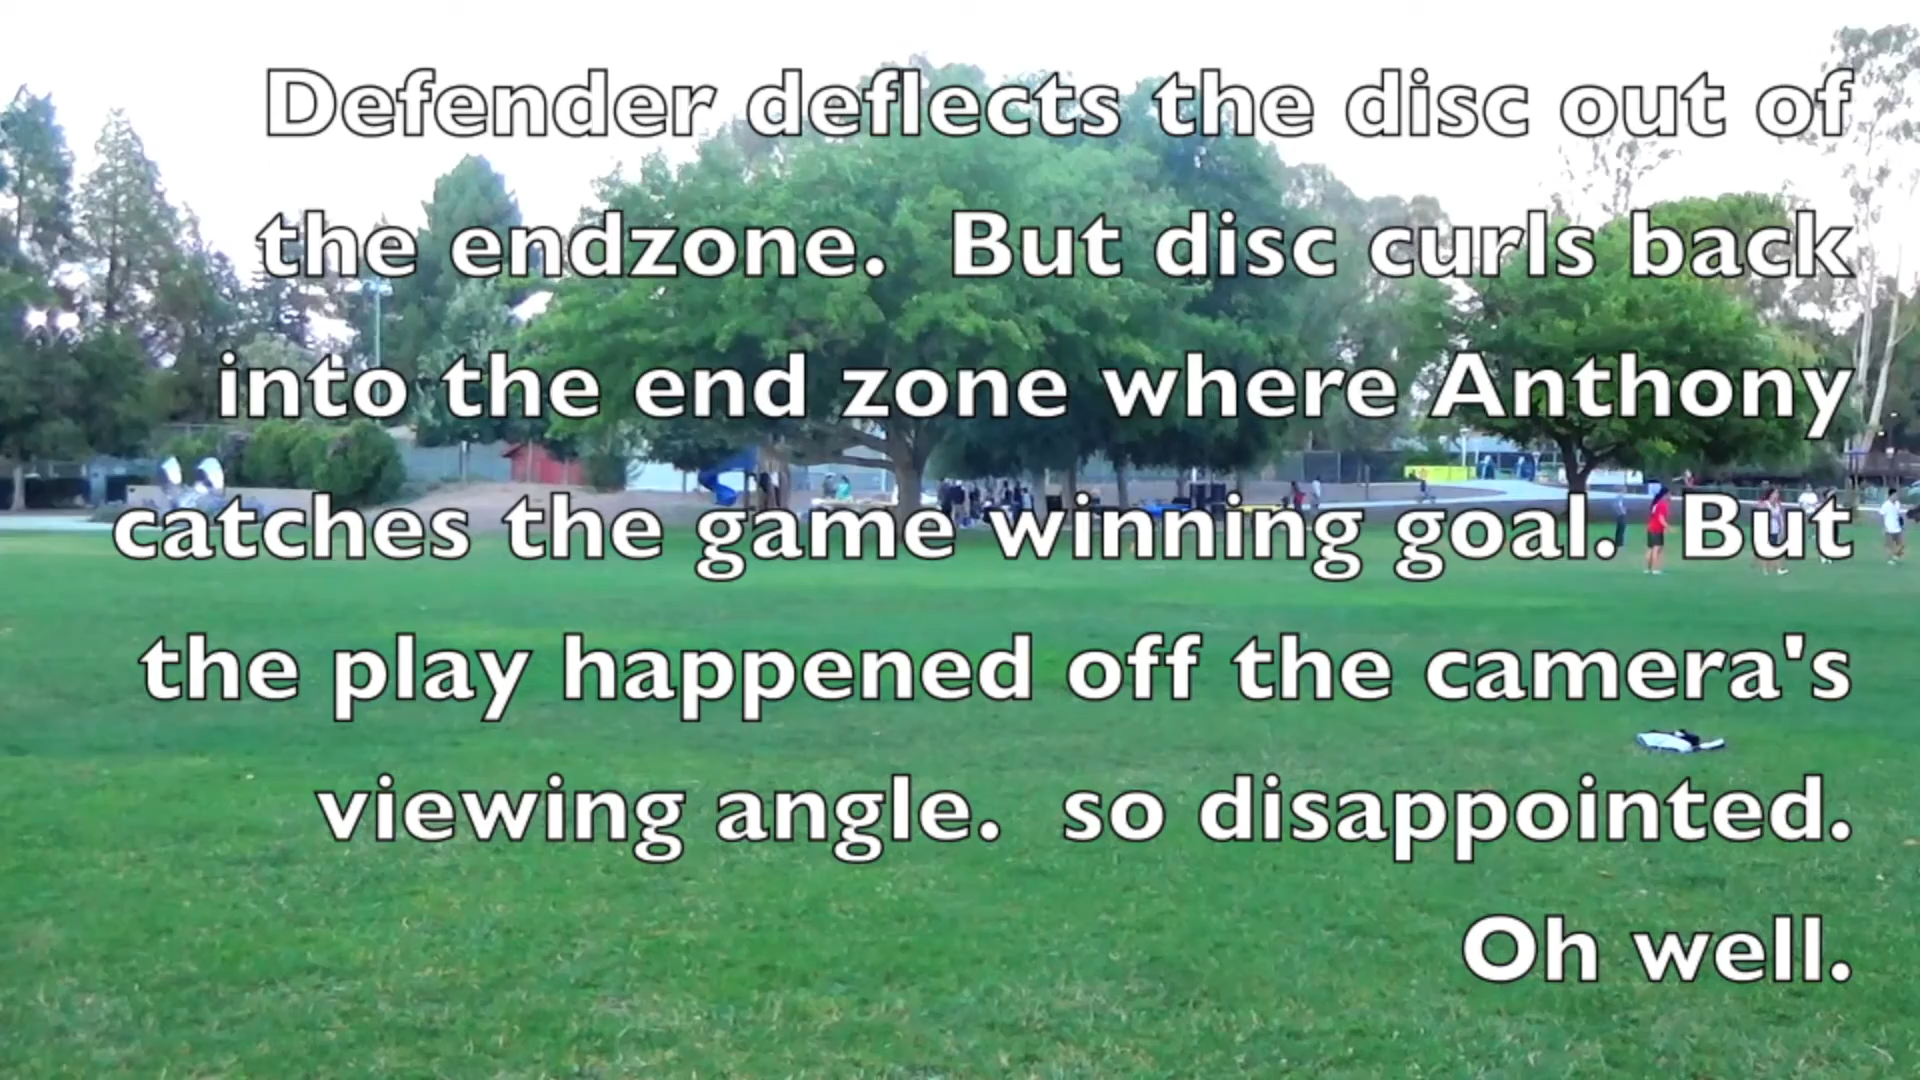 Defender deflects the disc out of
the endzone.  But disc curls back
into the end zone where Anthony
catches the game winning goal.  But
the play happened off the camera's
viewing angle.  so disappointed.
Oh well.